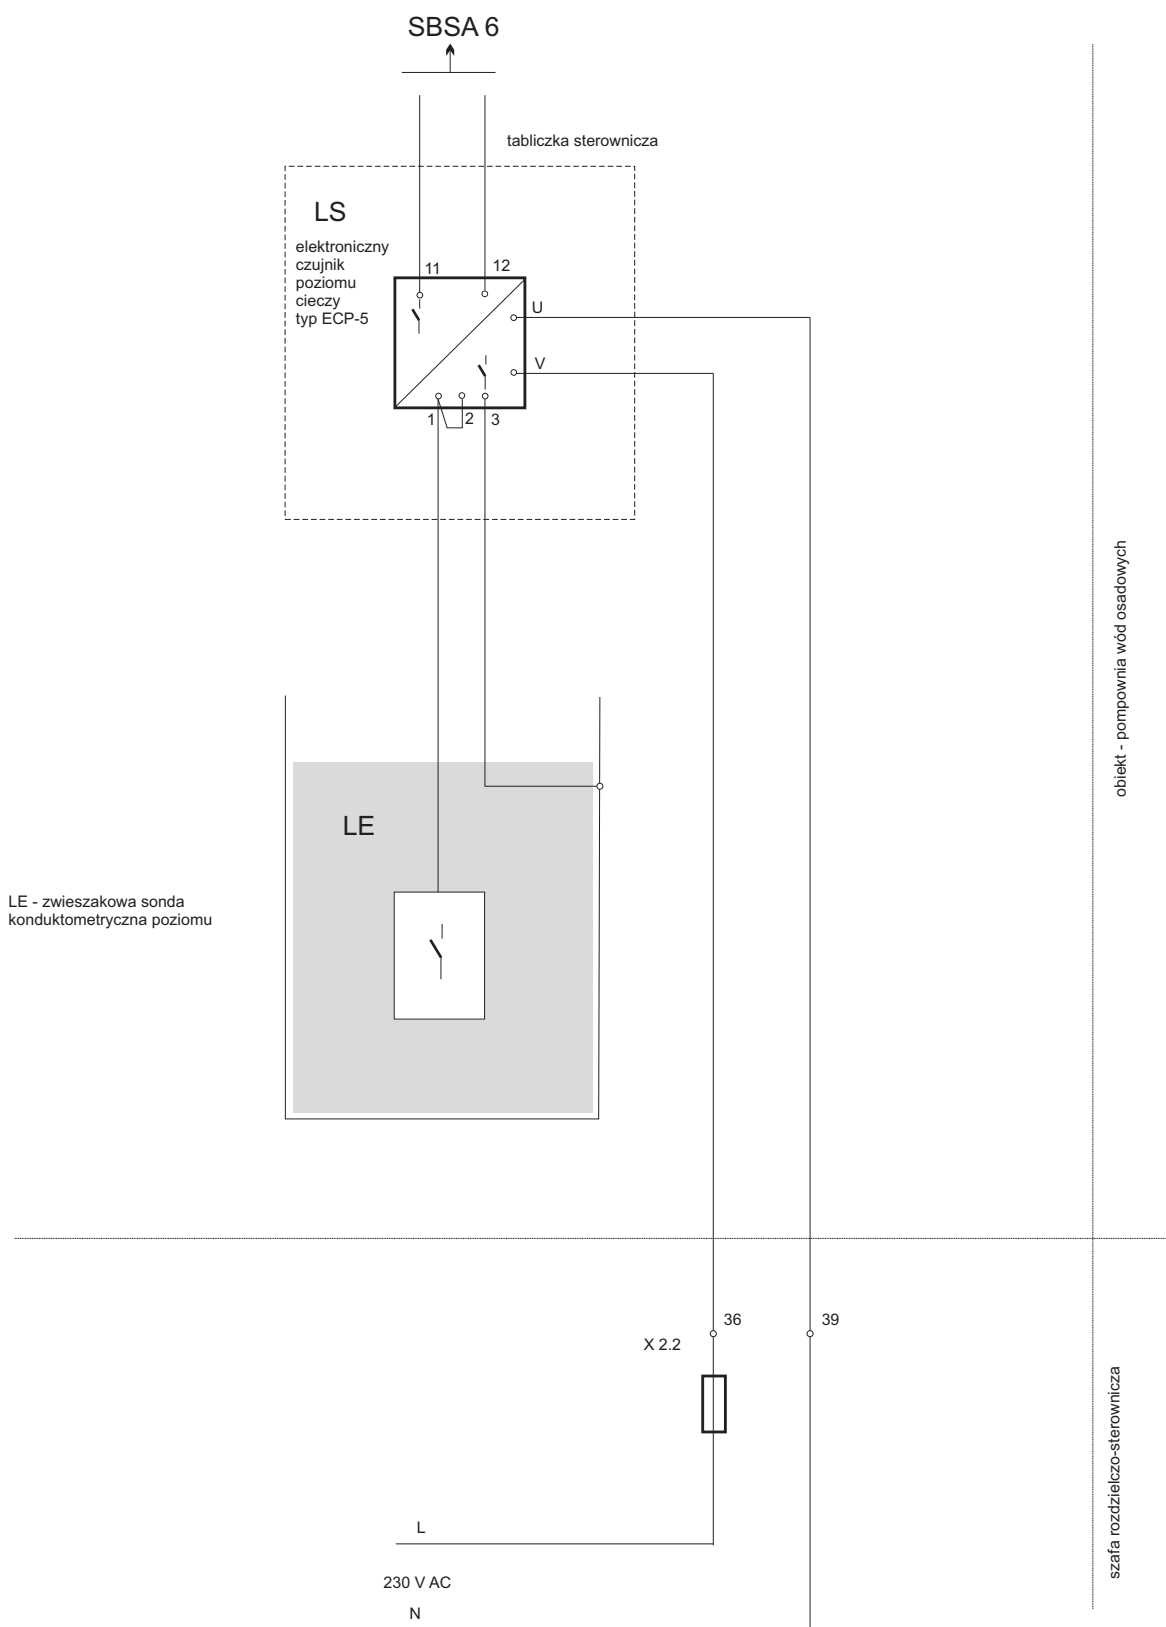 SBSA 6
tabliczka sterownicza
LS
elektroniczny
czujnik
poziomu
cieczy
typ ECP-5
11
12
U
V
1
2
3
obiekt - pompownia wód osadowych
LE
LE - zwieszakowa sonda
konduktometryczna poziomu
36
39
X 2.2
szafa rozdzielczo-sterownicza
L
230 V AC
N